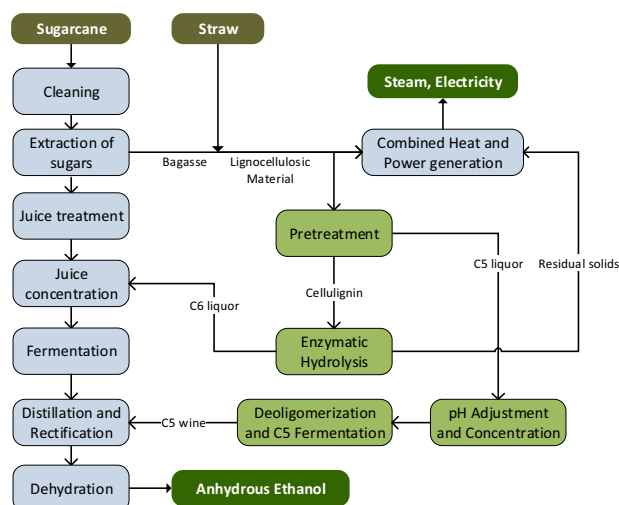 Sugarcane
Straw
Steam, Electricity
Cleaning
Extraction of
sugars
Bagasse
Lignocellulosic
Material
Combined Heat and
Power generation
Juice treatment
Pretreatment
C5 liquor
Residual solids
Juice
concentration
Cellulignin
C6 liquor
Fermentation
Enzymatic
Hydrolysis
Distillation and
Rectification
C5 wine
Deoligomerization
and C5 Fermentation
pH Adjustment
and Concentration
Dehydration
Anhydrous Ethanol